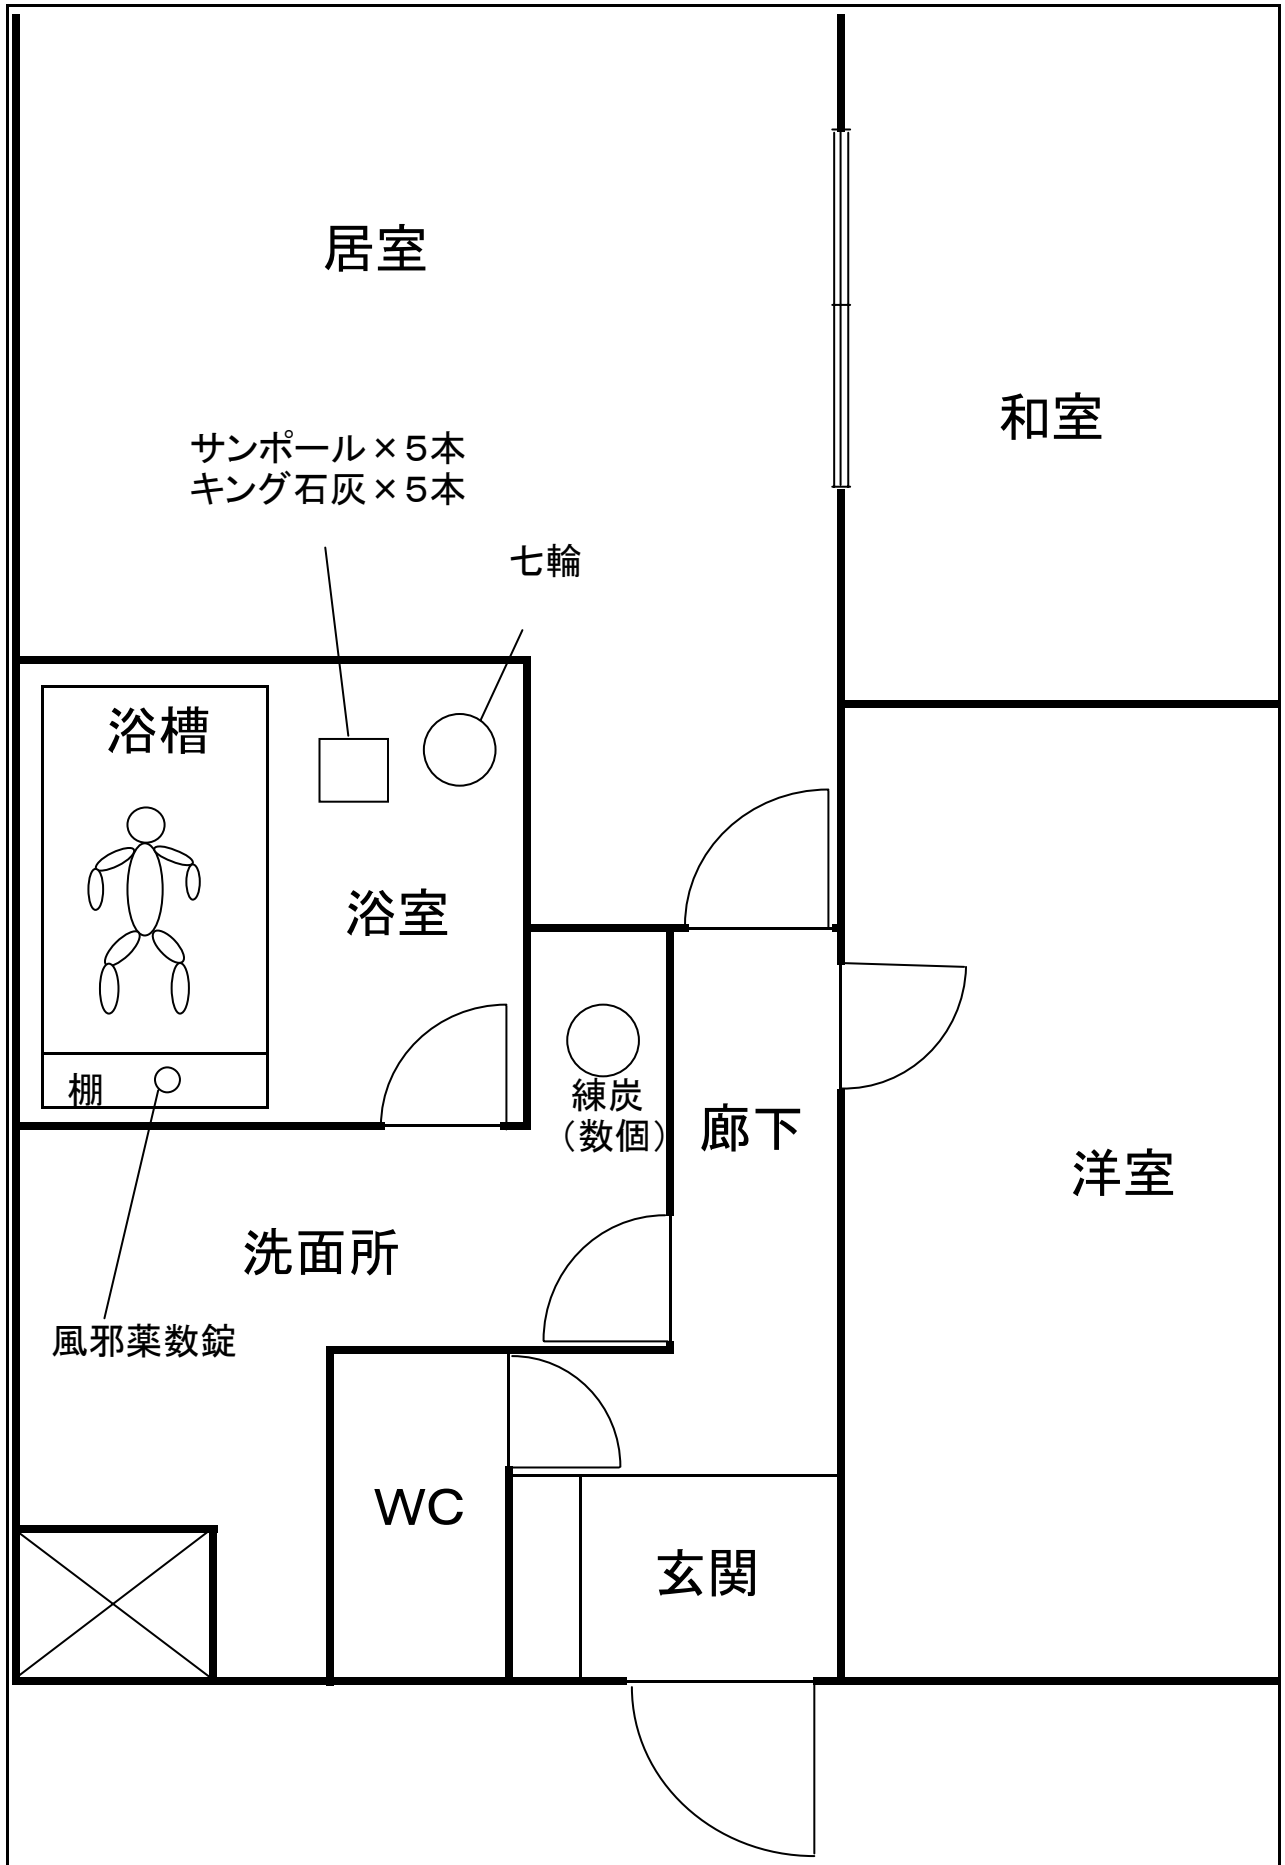 居室
和室
サンポール×５本
キング石灰×５本
七輪
浴槽
浴室
棚
練炭
（数個）
廊下
洋室
洗面所
風邪薬数錠
WC
玄関